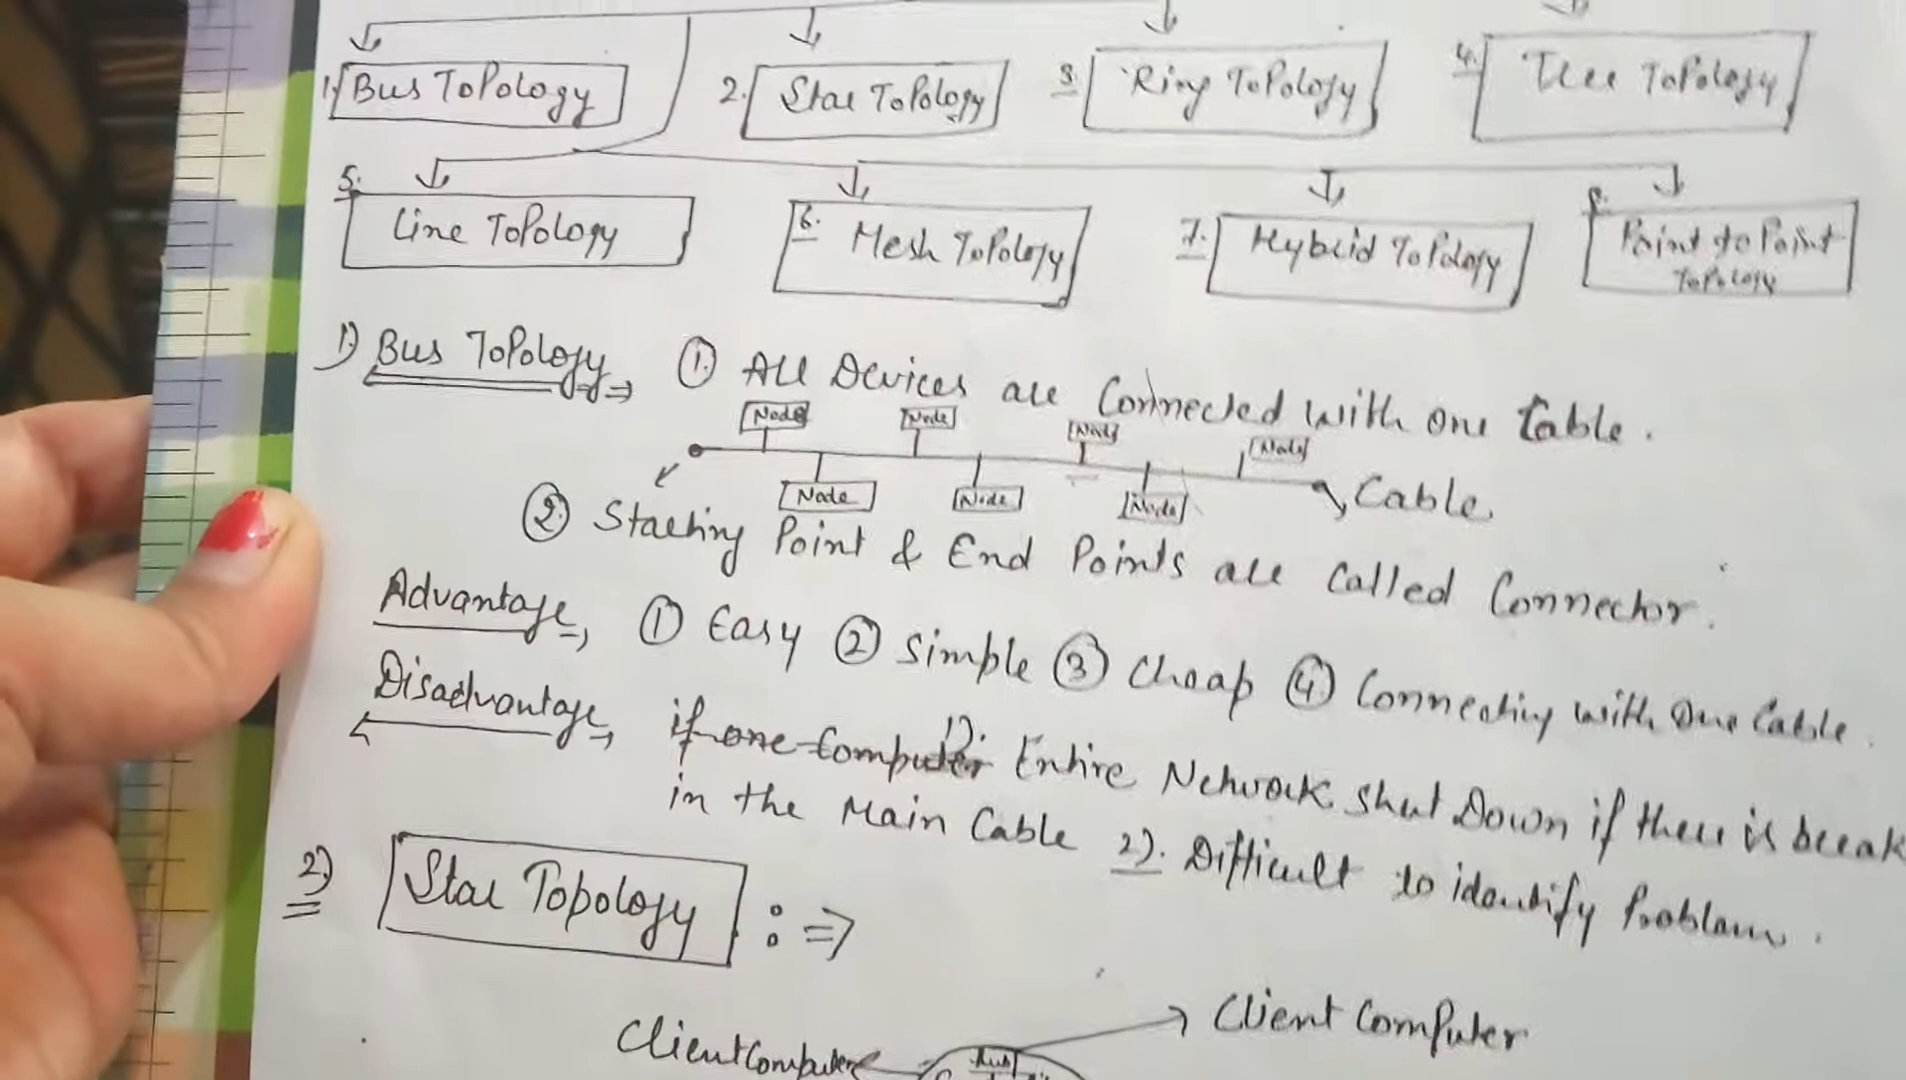 1) Bus Topology 2. Star Topology 3. Ring Topology 4. Tree Topology
5. Line Topology 6. Mesh Topology 7. Hybrid Topology 8. Point to Point Topology
1) Bus Topology => ① All Devices are Connected with one Cable.
Node Node Node Node
Node Node Node Cable
② Starting Point & End Points are called Connector.
Advantage ① Easy ② Simple ③ Cheap ④ Connecting with One Cable.
Disadvantage if one Computer 1). Entire Network Shut Down if there is break
in the Main Cable 2). Difficult to identify Problem.
2) Star Topology : =>
Client Computer
Client Computer
Hub